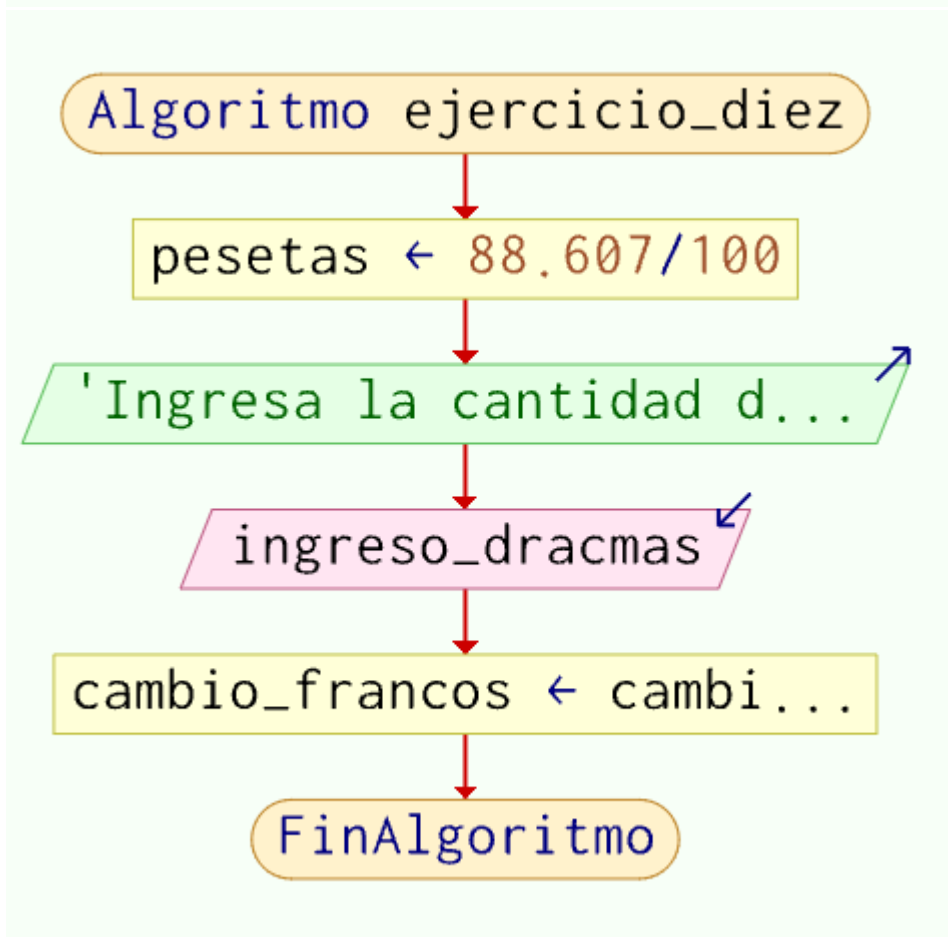 Algoritmo ejercicio_diez
pesetas ← 88.607/100
'Ingresa la cantidad d...
ingreso_dracmas
cambio_francos ← cambi...
FinAlgoritmo